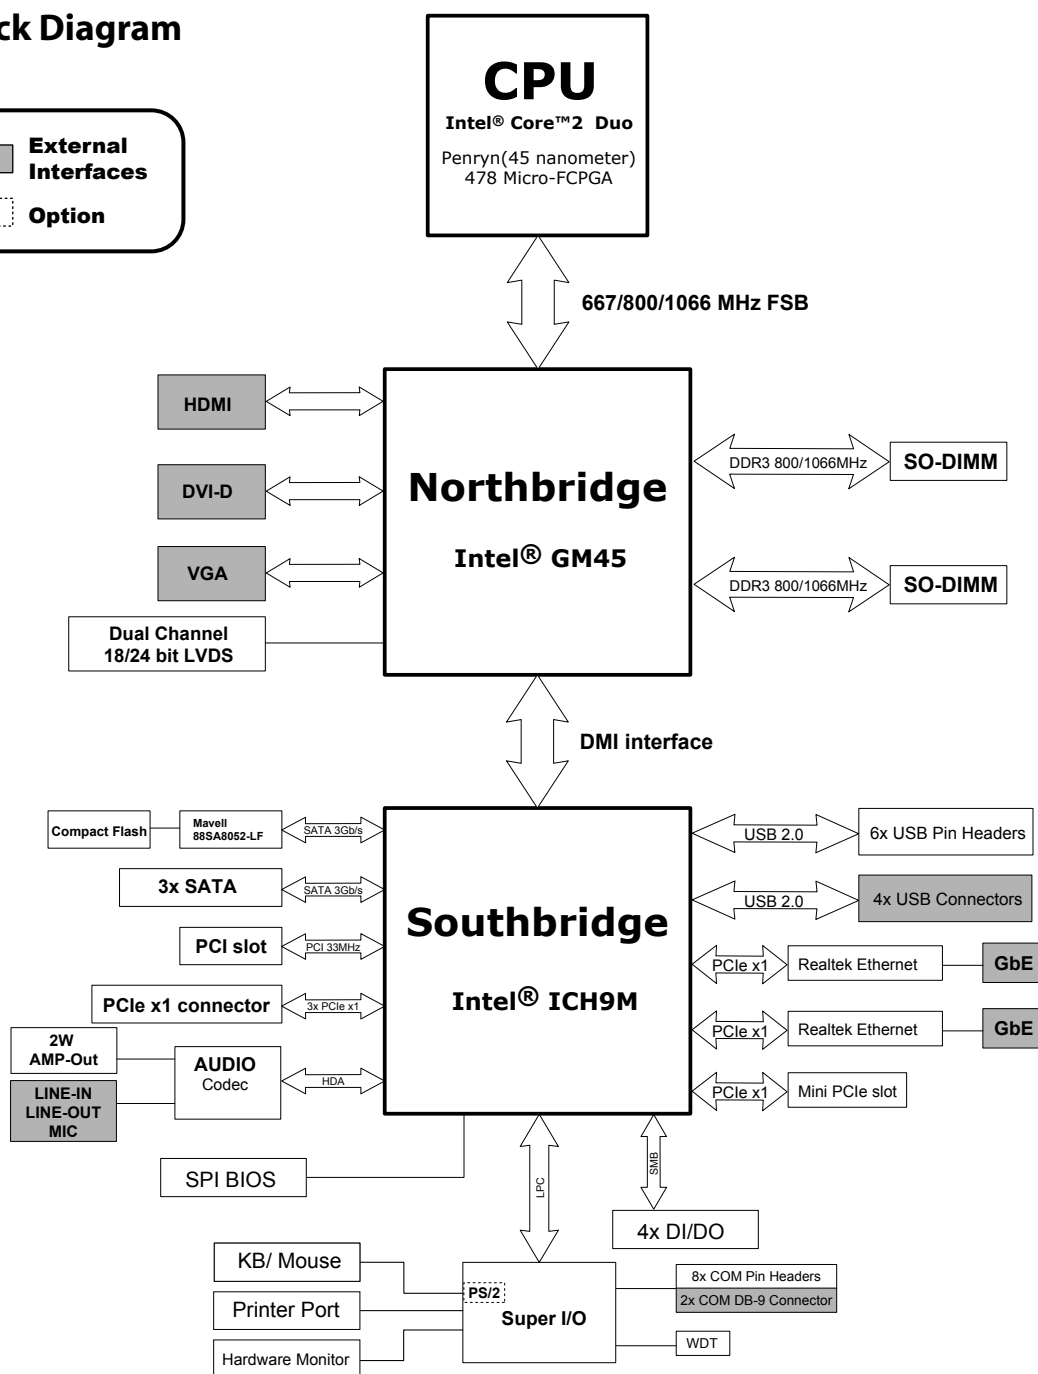 ck Diagram
External
Interfaces
Option
CPU
Intel® Core™2 Duo
Penryn(45 nanometer)
478 Micro-FCPGA
667/800/1066 MHz FSB
HDMI
DVI-D
VGA
Dual Channel
18/24 bit LVDS
Northbridge
Intel® GM45
DDR3 800/1066MHz
SO-DIMM
DDR3 800/1066MHz
SO-DIMM
DMI interface
Compact Flash
Mavell
88SA8052-LF
SATA 3Gb/s
3x SATA
SATA 3Gb/s
PCI slot
PCI 33MHz
PCIe x1 connector
3x PCIe x1
2W
AMP-Out
LINE-IN
LINE-OUT
MIC
AUDIO
Codec
HDA
Southbridge
Intel® ICH9M
USB 2.0
6x USB Pin Headers
USB 2.0
4x USB Connectors
PCIe x1
Realtek Ethernet
GbE
PCIe x1
Realtek Ethernet
GbE
PCIe x1
Mini PCIe slot
SPI BIOS
LPC
SMB
4x DI/DO
KB/ Mouse
Printer Port
Hardware Monitor
PS/2
Super I/O
8x COM Pin Headers
2x COM DB-9 Connector
WDT